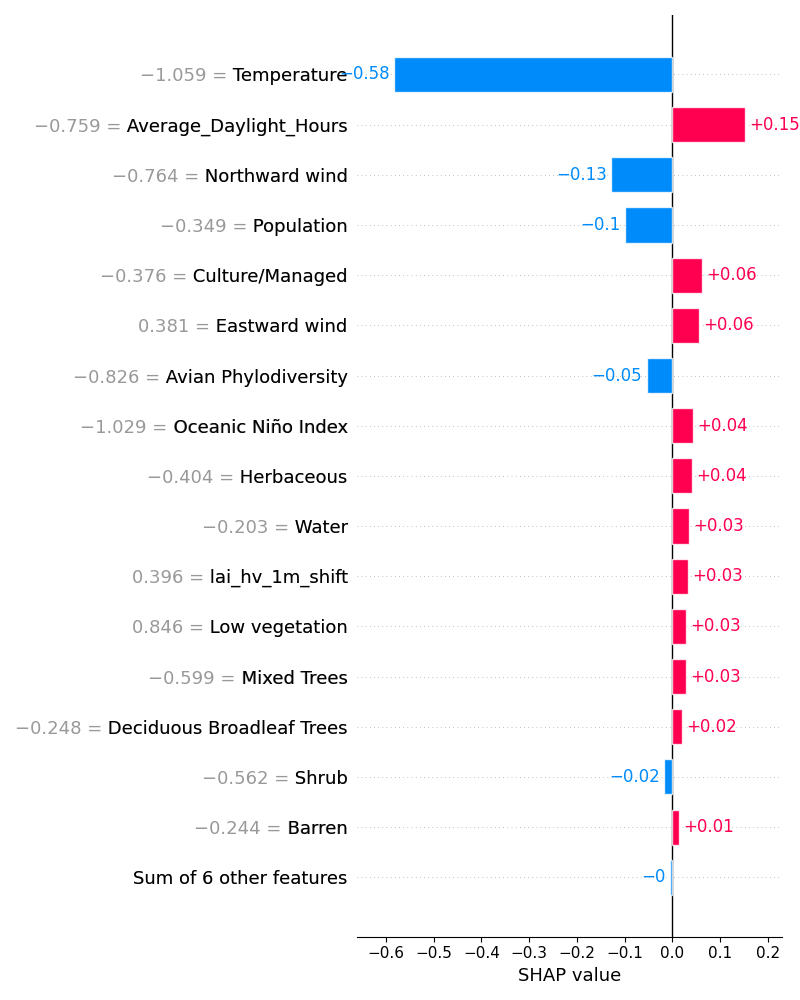 −1.059 = Temperature −0.58
−0.759 = Average_Daylight_Hours +0.15
−0.764 = Northward wind −0.13
−0.349 = Population −0.1
−0.376 = Culture/Managed +0.06
0.381 = Eastward wind +0.06
−0.826 = Avian Phylodiversity −0.05
−1.029 = Oceanic Niño Index +0.04
−0.404 = Herbaceous +0.04
−0.203 = Water +0.03
0.396 = lai_hv_1m_shift +0.03
0.846 = Low vegetation +0.03
−0.599 = Mixed Trees +0.03
−0.248 = Deciduous Broadleaf Trees +0.02
−0.562 = Shrub −0.02
−0.244 = Barren +0.01
Sum of 6 other features −0
−0.6 −0.5 −0.4 −0.3 −0.2 −0.1 0.0 0.1 0.2
SHAP value